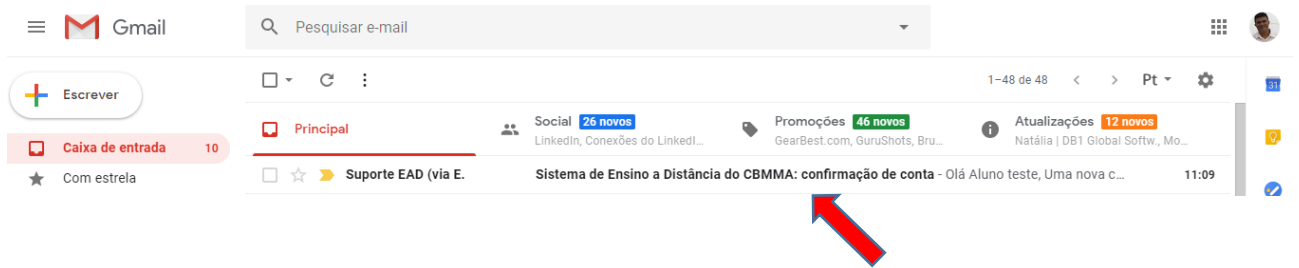 Gmail
Pesquisar e-mail
Escrever
1–48 de 48
Pt
31
Principal
Social 26 novos
LinkedIn, Conexões do LinkedI...
Promoções 46 novos
GearBest.com, GuruShots, Bru...
Atualizações 12 novos
Natália | DB1 Global Softw., Mo...
Caixa de entrada 10
Com estrela
Suporte EAD (via E. Sistema de Ensino a Distância do CBMMA: confirmação de conta - Olá Aluno teste, Uma nova c... 11:09